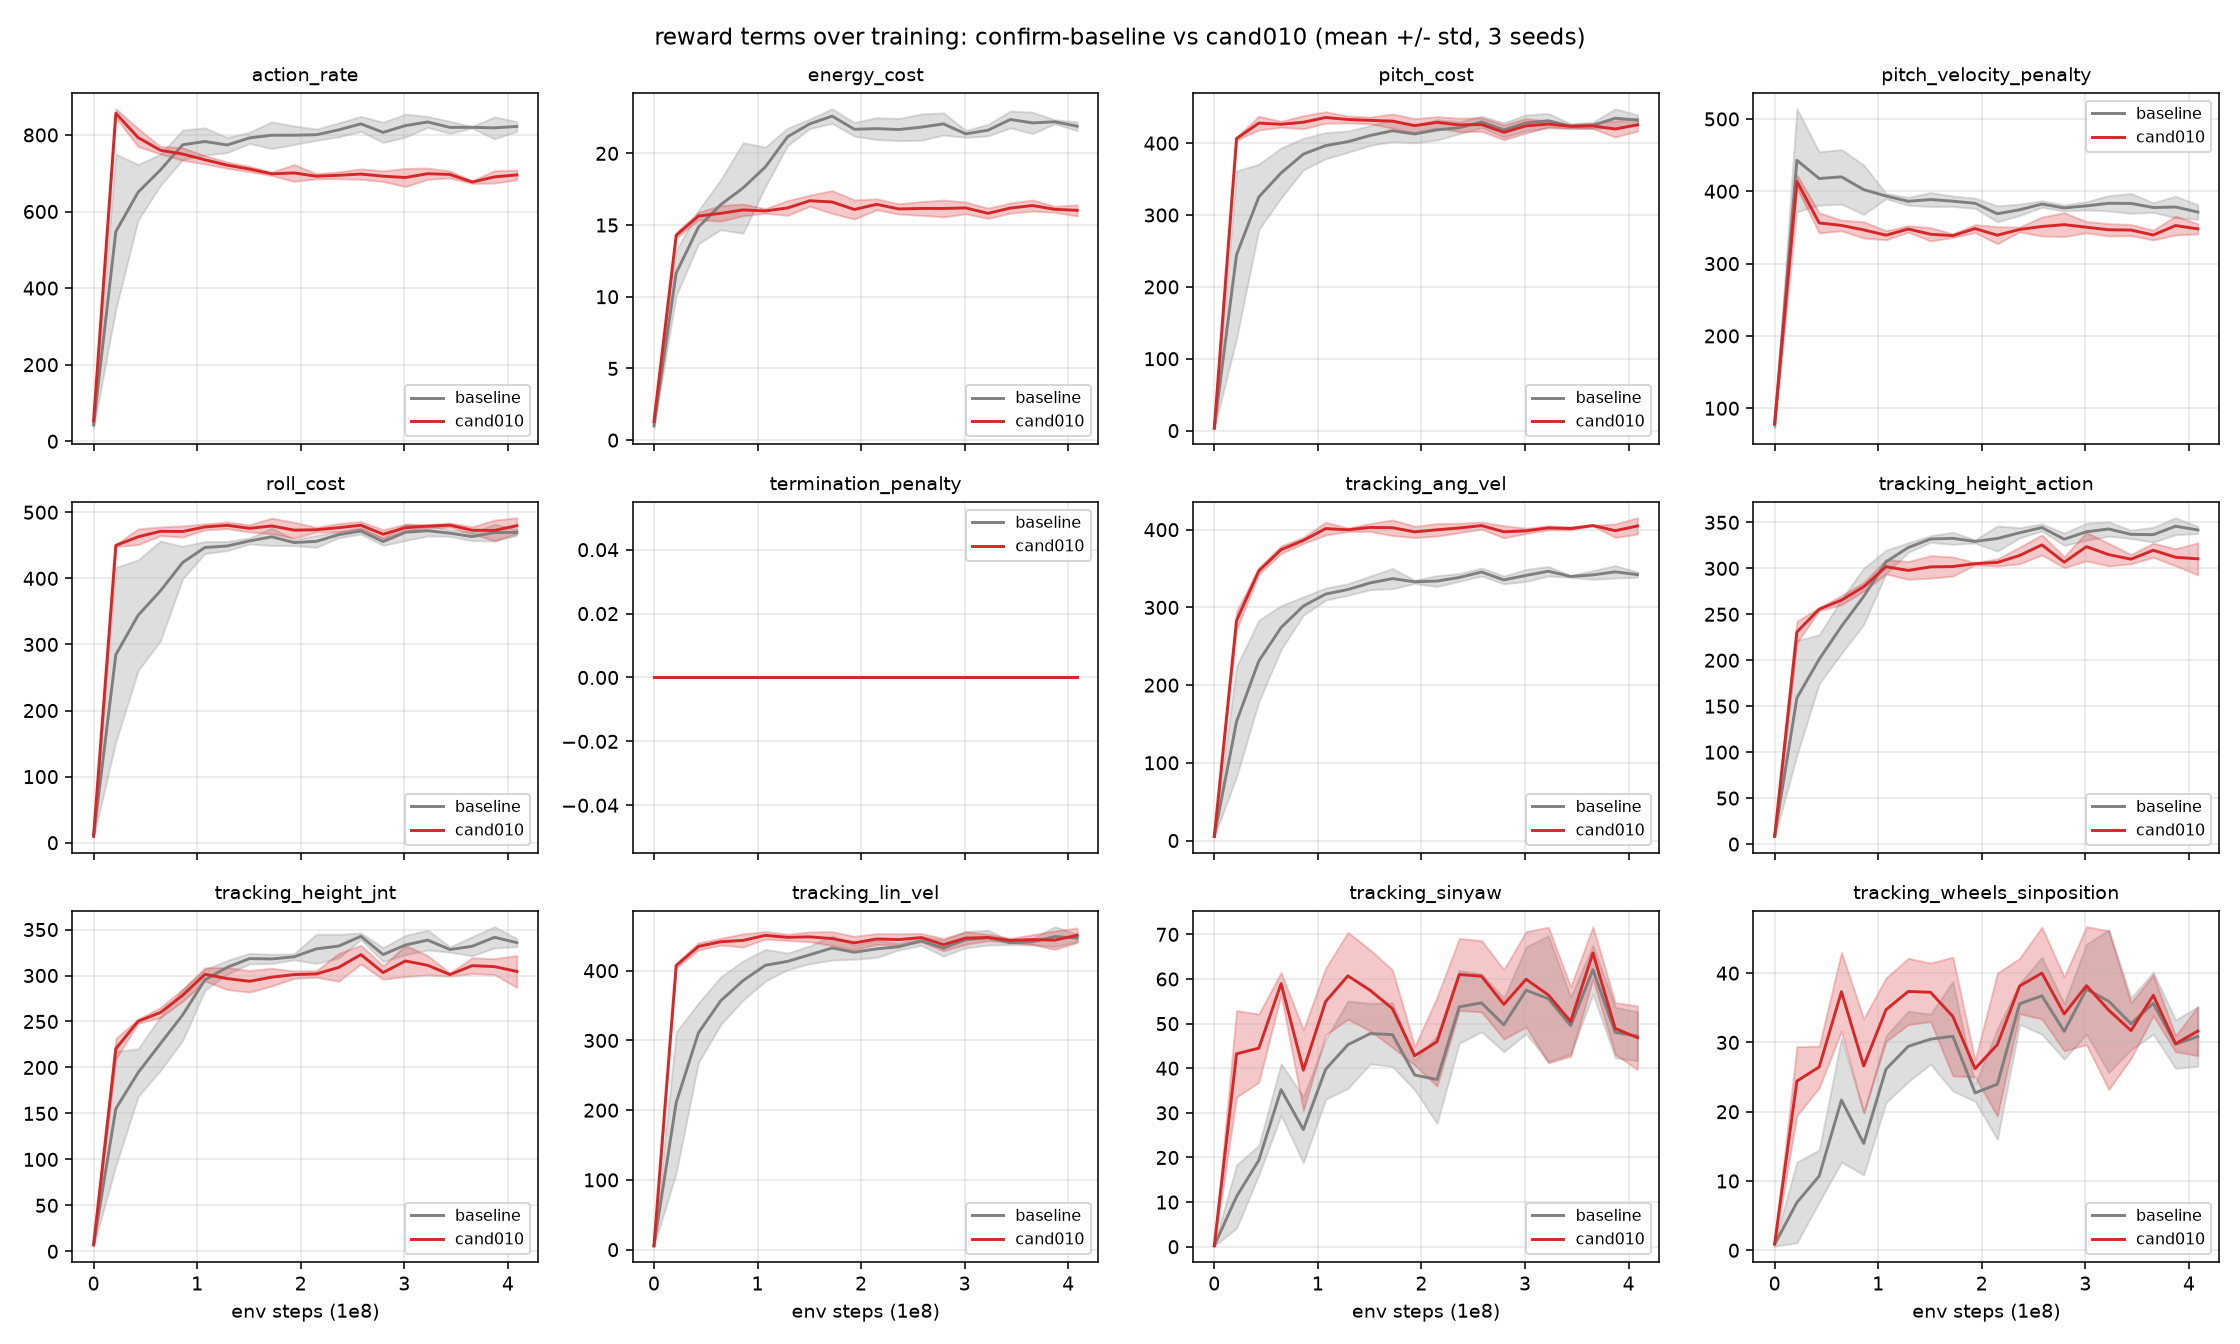 reward terms over training: confirm-baseline vs cand010 (mean +/- std, 3 seeds)
action_rate
800
600
400
200
0
baseline
cand010
energy_cost
20
15
10
5
0
baseline
cand010
pitch_cost
400
300
200
100
0
baseline
cand010
pitch_velocity_penalty
500
400
300
200
100
baseline
cand010
roll_cost
500
400
300
200
100
0
baseline
cand010
termination_penalty
0.04
0.02
0.00
−0.02
−0.04
baseline
cand010
tracking_ang_vel
400
300
200
100
0
baseline
cand010
tracking_height_action
350
300
250
200
150
100
50
0
baseline
cand010
tracking_height_jnt
350
300
250
200
150
100
50
0
baseline
cand010
0 1 2 3 4
env steps (1e8)
tracking_lin_vel
400
300
200
100
0
baseline
cand010
0 1 2 3 4
env steps (1e8)
tracking_sinyaw
70
60
50
40
30
20
10
0
baseline
cand010
0 1 2 3 4
env steps (1e8)
tracking_wheels_sinposition
40
30
20
10
0
baseline
cand010
0 1 2 3 4
env steps (1e8)